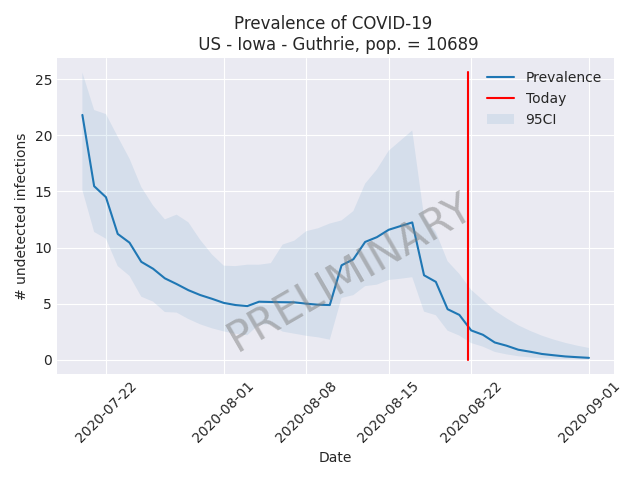 Prevalence of COVID-19
US - Iowa - Guthrie, pop. = 10689
# undetected infections
25
20
15
10
5
0
Prevalence
Today
95CI
PRELIMINARY
2020-07-22
2020-08-01
2020-08-08
2020-08-15
2020-08-22
2020-09-01
Date